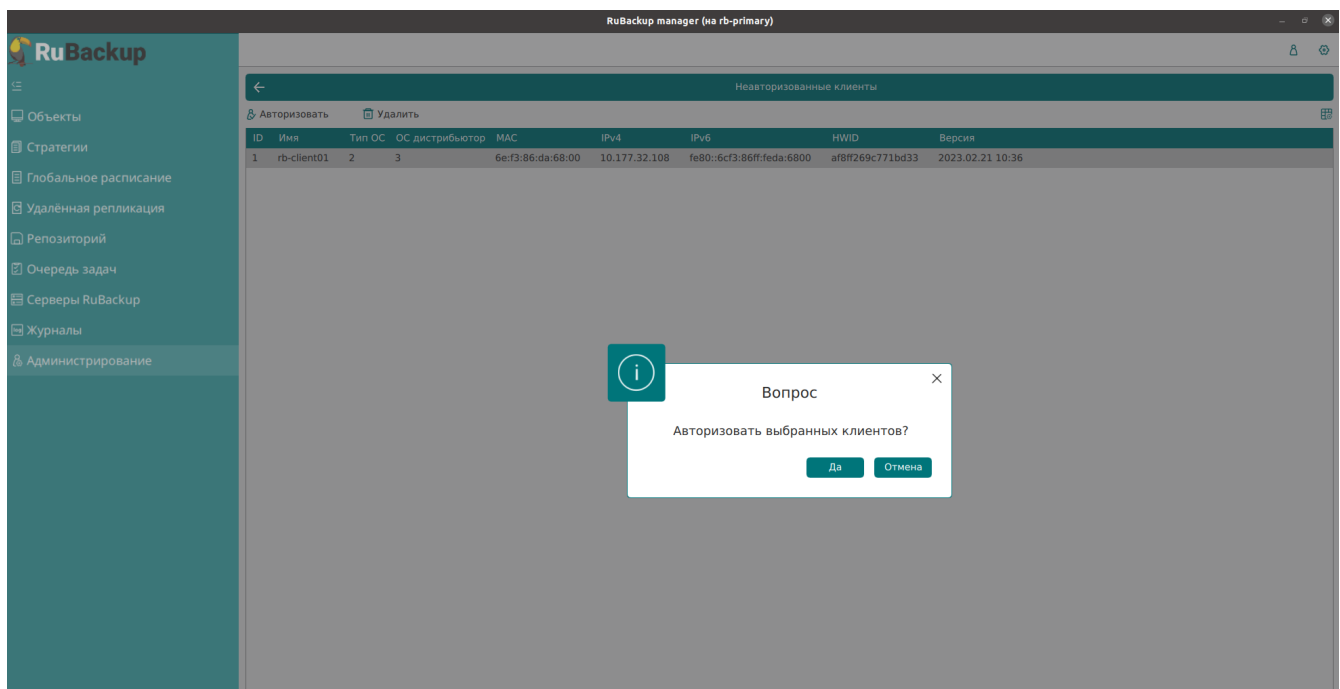 RuBackup manager (на rb-primary)
RuBackup
Объекты
Стратегии
Глобальное расписание
Удалённая репликация
Репозиторий
Очередь задач
Серверы RuBackup
Журналы
Администрирование
Неавторизованные клиенты
Авторизовать Удалить
ID Имя Тип ОС ОС дистрибьютор MAC IPv4 IPv6 HWID Версия
1 rb-client01 2 3 6e:f3:86:da:68:00 10.177.32.108 fe80::6cf3:86ff:feda:6800 af8ff269c771bd33 2023.02.21 10:36
Вопрос
Авторизовать выбранных клиентов?
Да Отмена